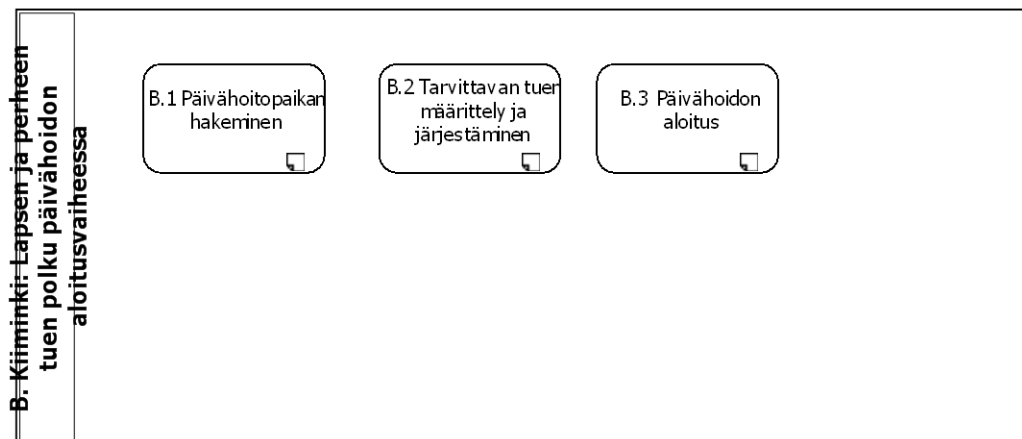 B. Kiiminki: Lapsen ja perheen
tuen polku päivähoidon
aloitusvaiheessa
B.1 Päivähoitopaikan
hakeminen
B.2 Tarvittavan tuen
määrittely ja
järjestäminen
B.3 Päivähoidon
aloitus